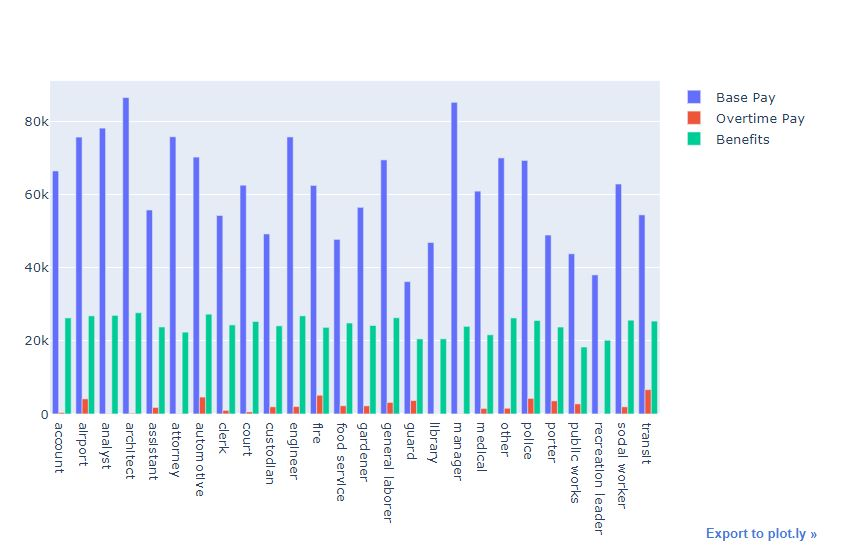 Base Pay
Overtime Pay
Benefits
80k
60k
40k
20k
0
account
airport
analyst
architect
assistant
attorney
automotive
clerk
court
custodian
engineer
fire
food service
gardener
general laborer
guard
library
manager
medical
other
police
porter
public works
recreation leader
social worker
transit
Export to plot.ly »